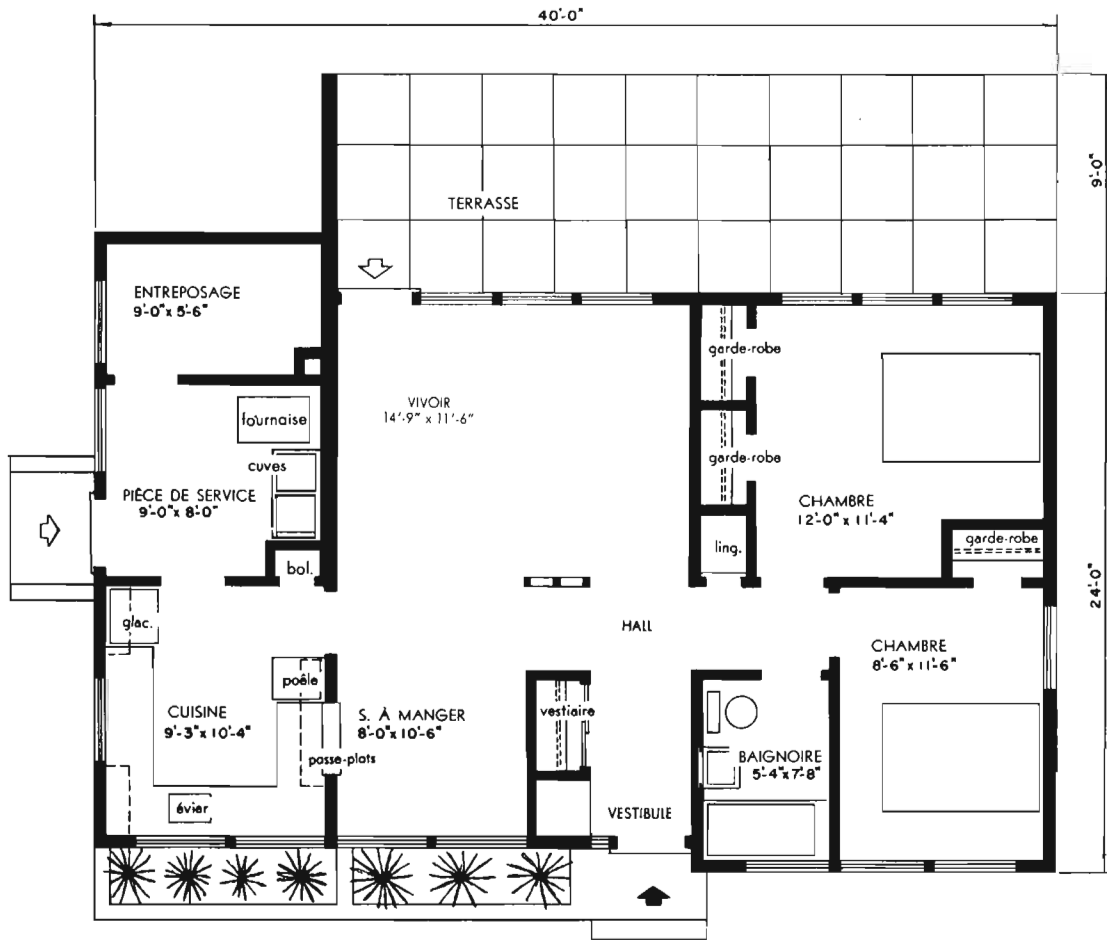 40'-0"
9'-0"
TERRASSE
ENTREPOSAGE
9'-0" x 5'-6"
garde-robe
VIVOIR
14'-9" x 11'-6"
fournaise
cuves
garde-robe
PIÈCE DE SERVICE
9'-0" x 8'-0"
CHAMBRE
12'-0" x 11'-4"
ling.
garde-robe
bol.
24'-0"
glac.
HALL
CHAMBRE
8'-6" x 11'-6"
poêle
CUISINE
9'-3" x 10'-4"
S. À MANGER
8'-0" x 10'-6"
vestiaire
passe-plats
BAIGNOIRE
5'-4" x 7'-8"
évier
VESTIBULE